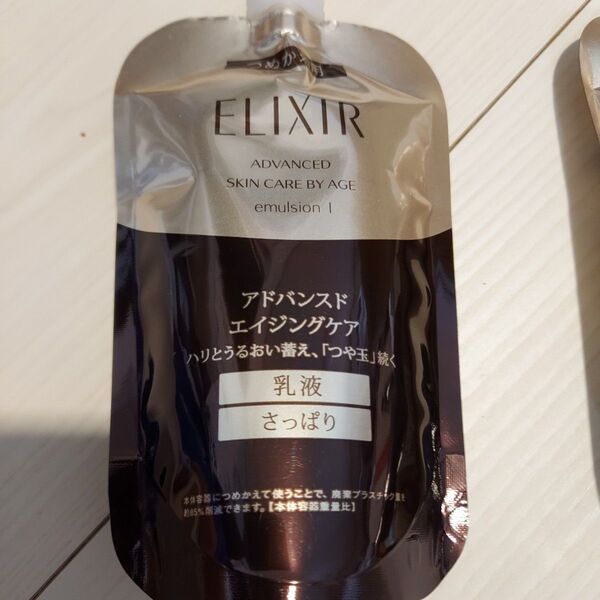 つめかえ用
ELIXIR
ADVANCED
SKIN CARE BY AGE
emulsion I
アドバンスド
エイジングケア
ハリとうるおい蓄え、「つや玉」続く
乳液
さっぱり
本体容器につめかえて使うことで、廃棄プラスチック量を
約85%削減できます。【本体容器重量比】